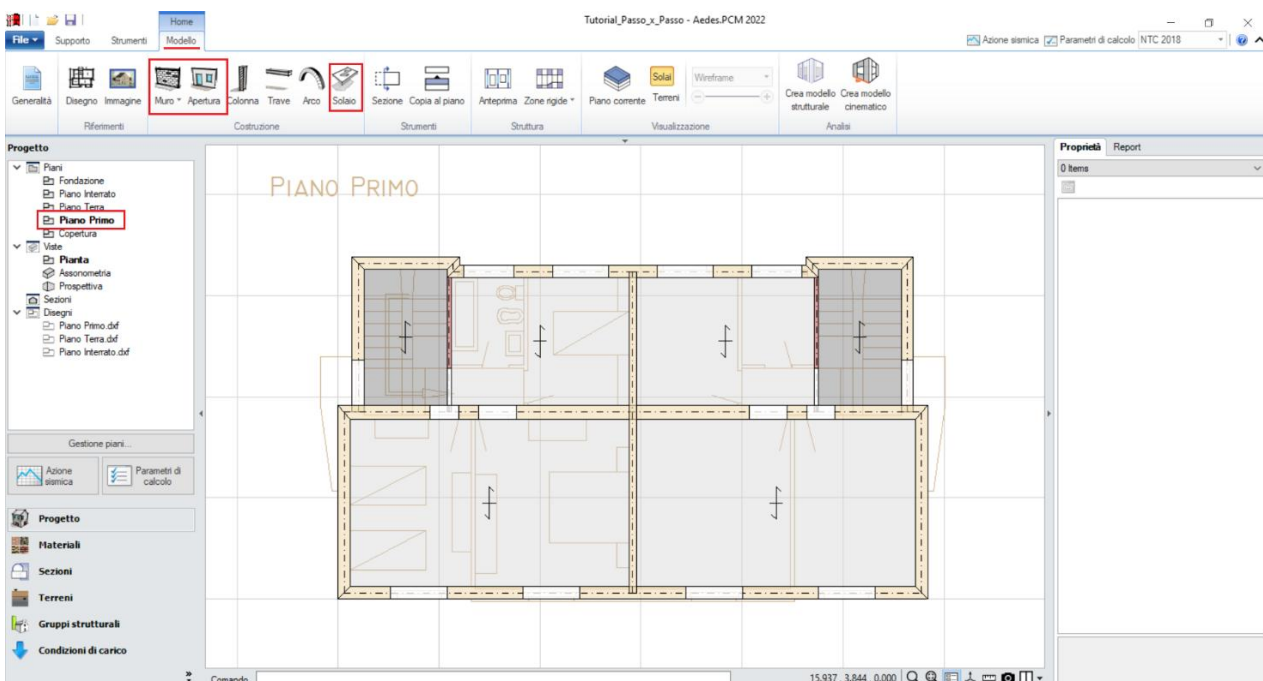 Home
Tutorial_Passo_x_Passo - Aedes.PCM 2022
File Supporto Strumenti Modello
Azione sismica Parametri di calcolo NTC 2018
Generalità Disegno Immagine Muro Apertura Colonna Trave Arco Solaio Sezione Copia al piano Anteprima Zone rigide Piano corrente Solai Terreni Wireframe Crea modello strutturale Crea modello cinematico
Riferimenti Costruzione Strumenti Struttura Visualizzazione Analisi
Progetto
Piani
Fondazione
Piano Interrato
Piano Terra
Piano Primo
Copertura
Viste
Pianta
Assonometria
Prospettiva
Sezioni
Disegni
Piano Primo.dxf
Piano Terra.dxf
Piano Interrato.dxf
Gestione piani...
Azione sismica
Parametri di calcolo
Progetto
Materiali
Sezioni
Terreni
Gruppi strutturali
Condizioni di carico
PIANO PRIMO
Proprietà Report
0 Items
Comando
15.937 , 3.844 , 0.000